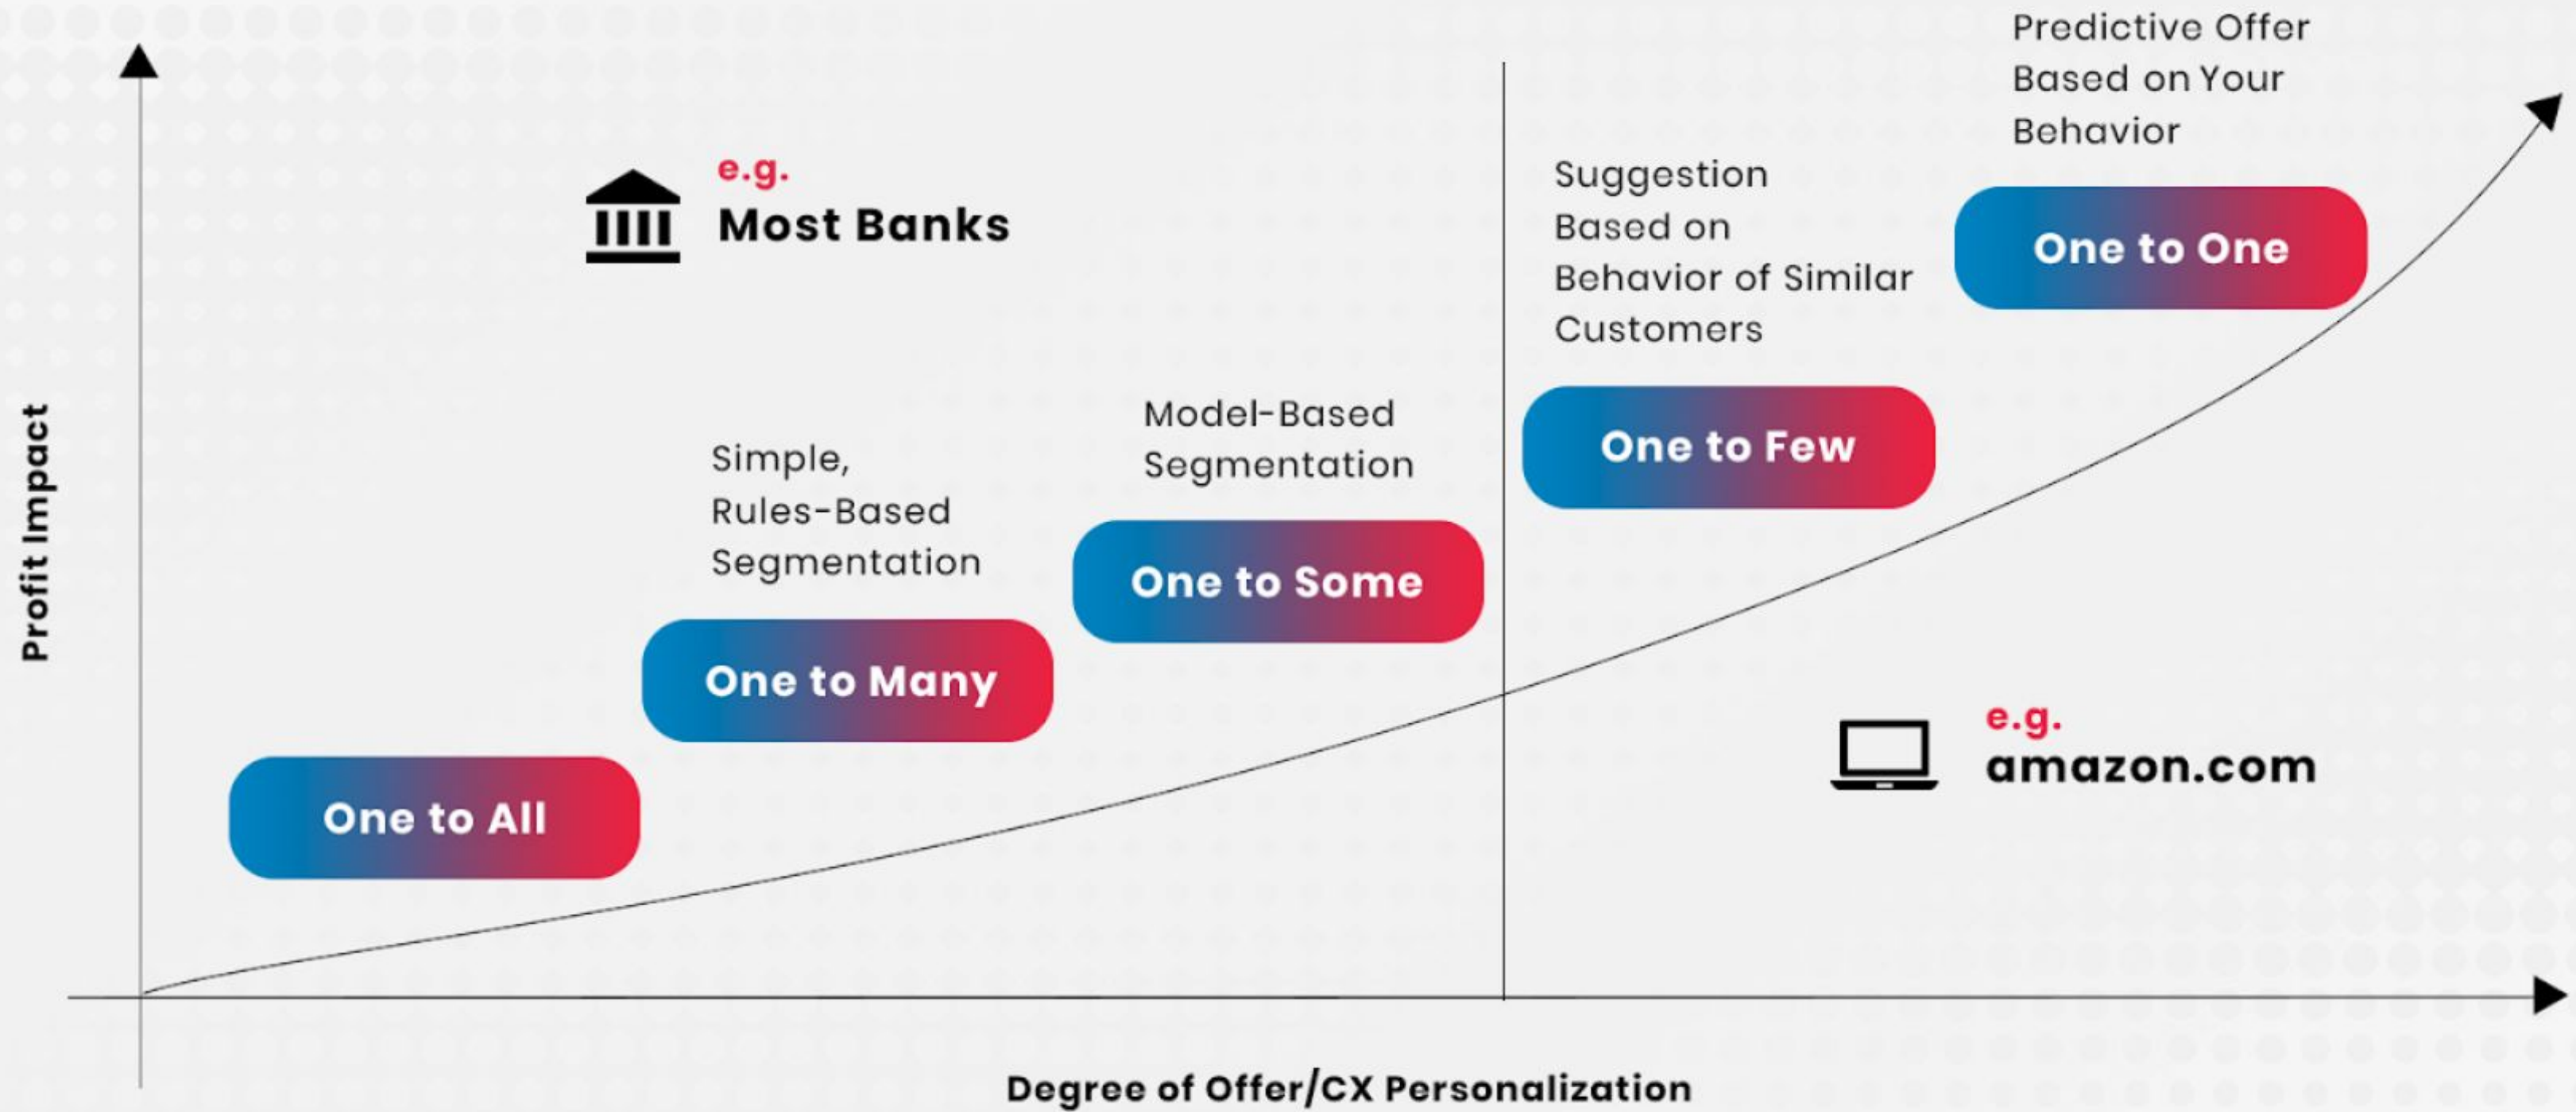 Predictive Offer
Based on Your
Behavior
e.g.
Most Banks
Suggestion
Based on
Behavior of Similar
Customers
One to One
Profit Impact
Simple,
Rules-Based
Segmentation
Model-Based
Segmentation
One to Few
One to Some
One to Many
One to All
e.g.
amazon.com
Degree of Offer/CX Personalization